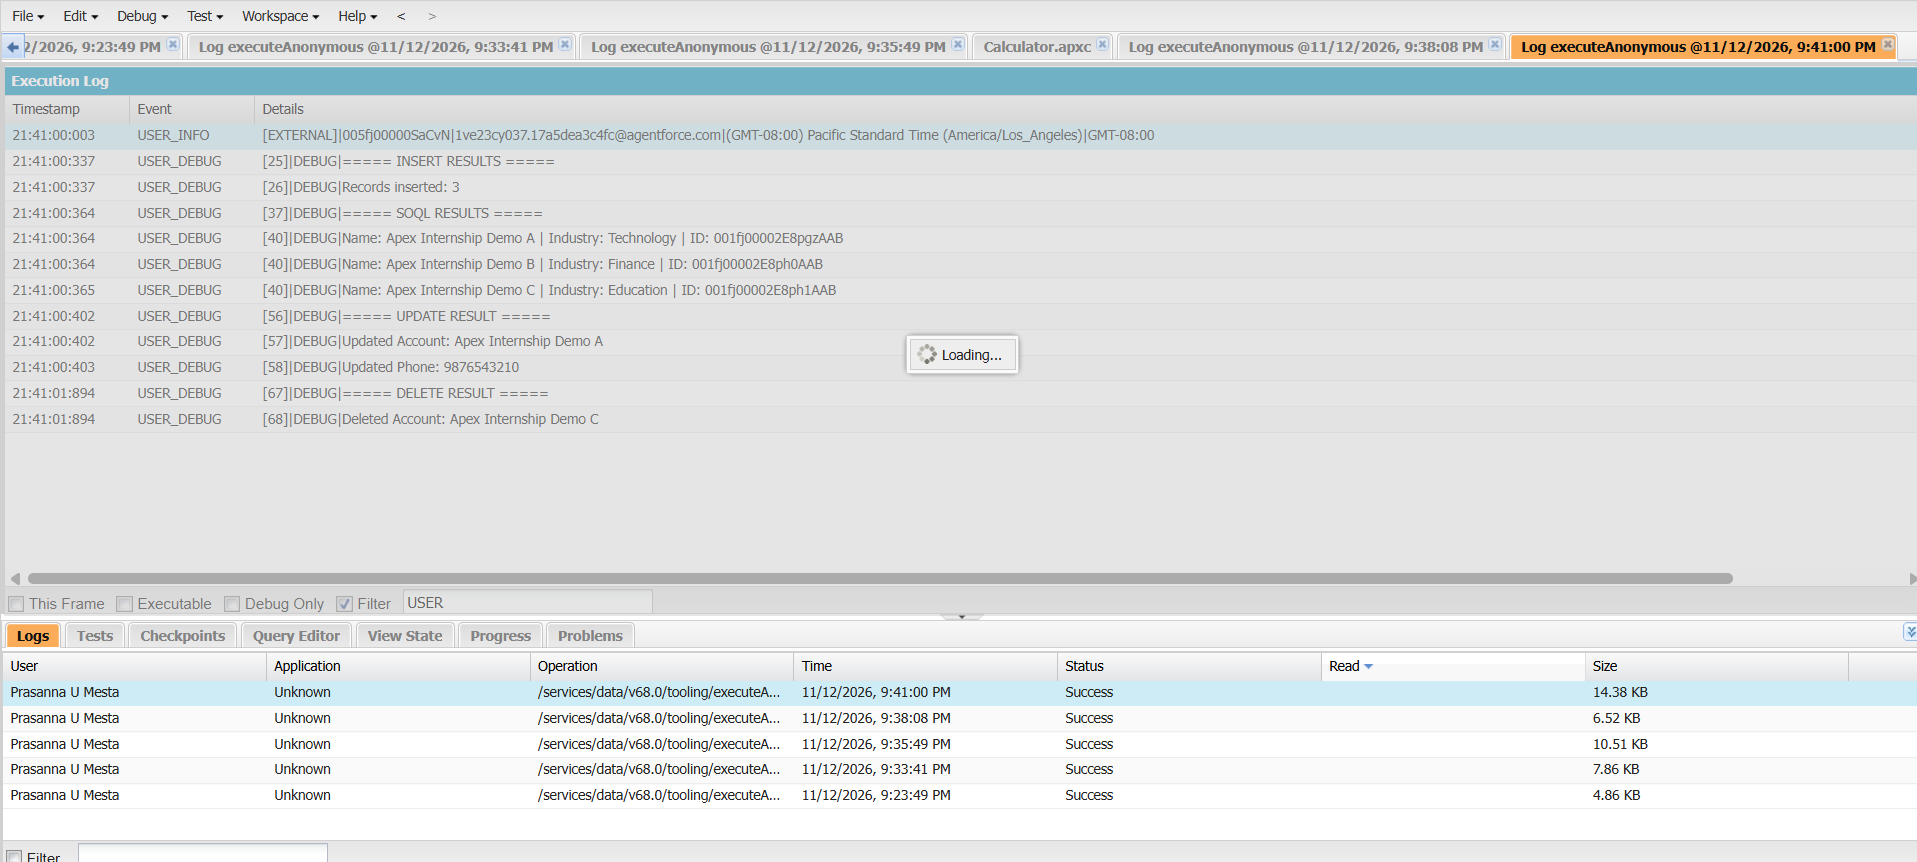 File Edit Debug Test Workspace Help < >
2/2026, 9:23:49 PM Log executeAnonymous @11/12/2026, 9:33:41 PM Log executeAnonymous @11/12/2026, 9:35:49 PM Calculator.apxc Log executeAnonymous @11/12/2026, 9:38:08 PM Log executeAnonymous @11/12/2026, 9:41:00 PM
Execution Log
Timestamp Event Details
21:41:00:003 USER_INFO [EXTERNAL]|005fj00000SaCvN|1ve23cy037.17a5dea3c4fc@agentforce.com|(GMT-08:00) Pacific Standard Time (America/Los_Angeles)|GMT-08:00
21:41:00:337 USER_DEBUG [25]|DEBUG|===== INSERT RESULTS =====
21:41:00:337 USER_DEBUG [26]|DEBUG|Records inserted: 3
21:41:00:364 USER_DEBUG [37]|DEBUG|===== SOQL RESULTS =====
21:41:00:364 USER_DEBUG [40]|DEBUG|Name: Apex Internship Demo A | Industry: Technology | ID: 001fj00002E8pgzAAB
21:41:00:364 USER_DEBUG [40]|DEBUG|Name: Apex Internship Demo B | Industry: Finance | ID: 001fj00002E8ph0AAB
21:41:00:365 USER_DEBUG [40]|DEBUG|Name: Apex Internship Demo C | Industry: Education | ID: 001fj00002E8ph1AAB
21:41:00:402 USER_DEBUG [56]|DEBUG|===== UPDATE RESULT =====
21:41:00:402 USER_DEBUG [57]|DEBUG|Updated Account: Apex Internship Demo A
Loading...
21:41:00:403 USER_DEBUG [58]|DEBUG|Updated Phone: 9876543210
21:41:01:894 USER_DEBUG [67]|DEBUG|===== DELETE RESULT =====
21:41:01:894 USER_DEBUG [68]|DEBUG|Deleted Account: Apex Internship Demo C
This Frame Executable Debug Only Filter USER
Logs Tests Checkpoints Query Editor View State Progress Problems
User Application Operation Time Status Read Size
Prasanna U Mesta Unknown /services/data/v68.0/tooling/executeA... 11/12/2026, 9:41:00 PM Success 14.38 KB
Prasanna U Mesta Unknown /services/data/v68.0/tooling/executeA... 11/12/2026, 9:38:08 PM Success 6.52 KB
Prasanna U Mesta Unknown /services/data/v68.0/tooling/executeA... 11/12/2026, 9:35:49 PM Success 10.51 KB
Prasanna U Mesta Unknown /services/data/v68.0/tooling/executeA... 11/12/2026, 9:33:41 PM Success 7.86 KB
Prasanna U Mesta Unknown /services/data/v68.0/tooling/executeA... 11/12/2026, 9:23:49 PM Success 4.86 KB
Filter